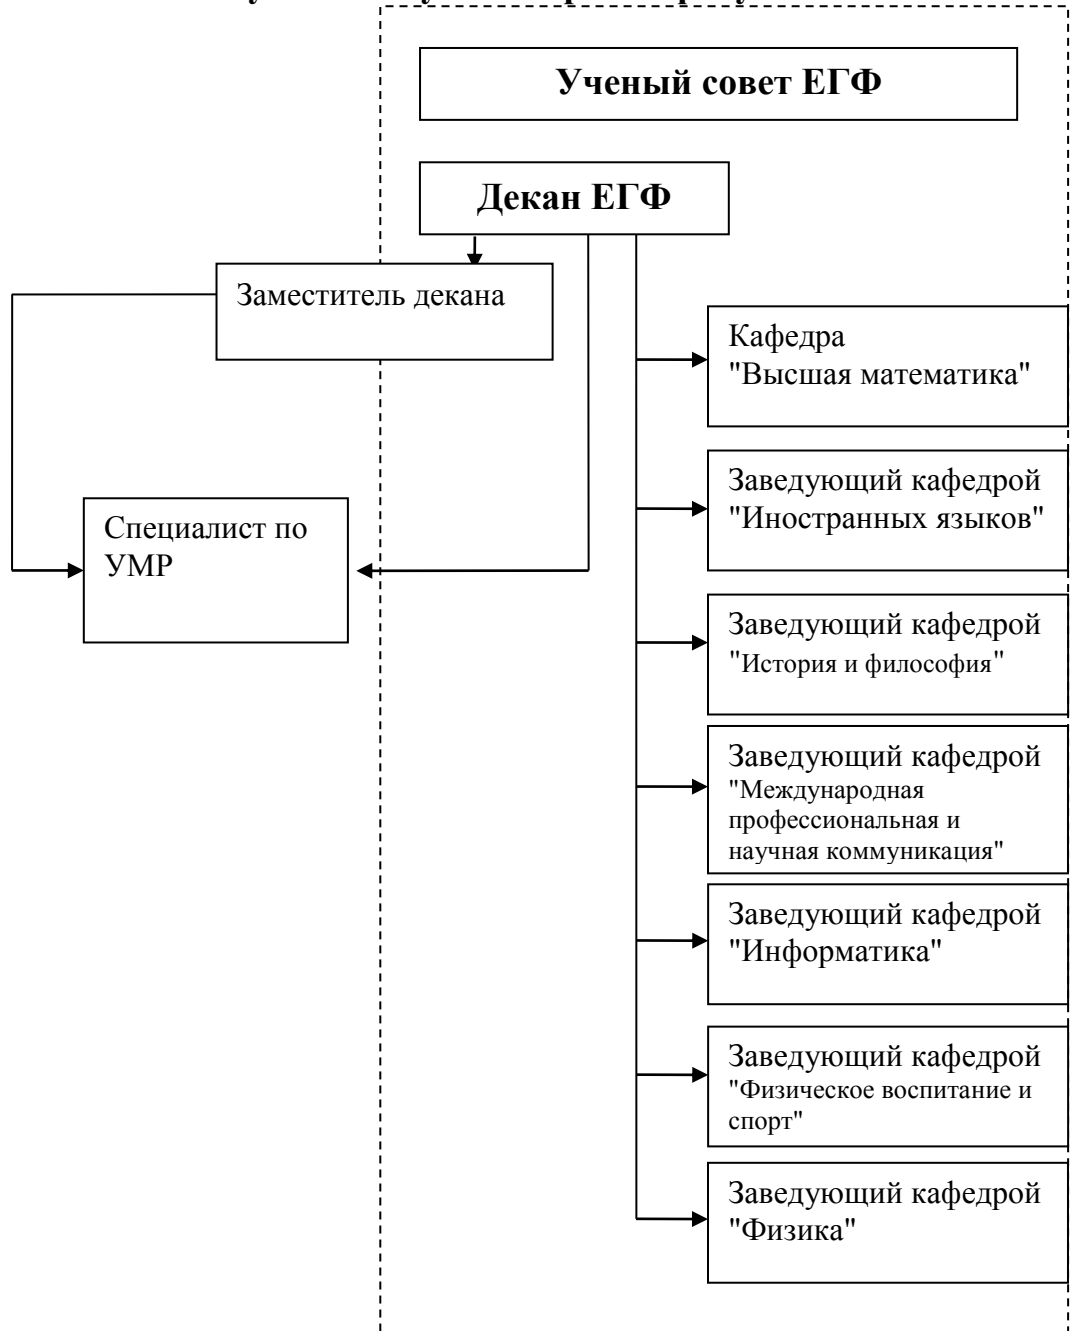 Ученый совет ЕГФ
Декан ЕГФ
Заместитель декана
Кафедра
"Высшая математика"
Заведующий кафедрой
"Иностранных языков"
Специалист по
УМР
Заведующий кафедрой
"История и философия"
Заведующий кафедрой
"Международная
профессиональная и
научная коммуникация"
Заведующий кафедрой
"Информатика"
Заведующий кафедрой
"Физическое воспитание и
спорт"
Заведующий кафедрой
"Физика"